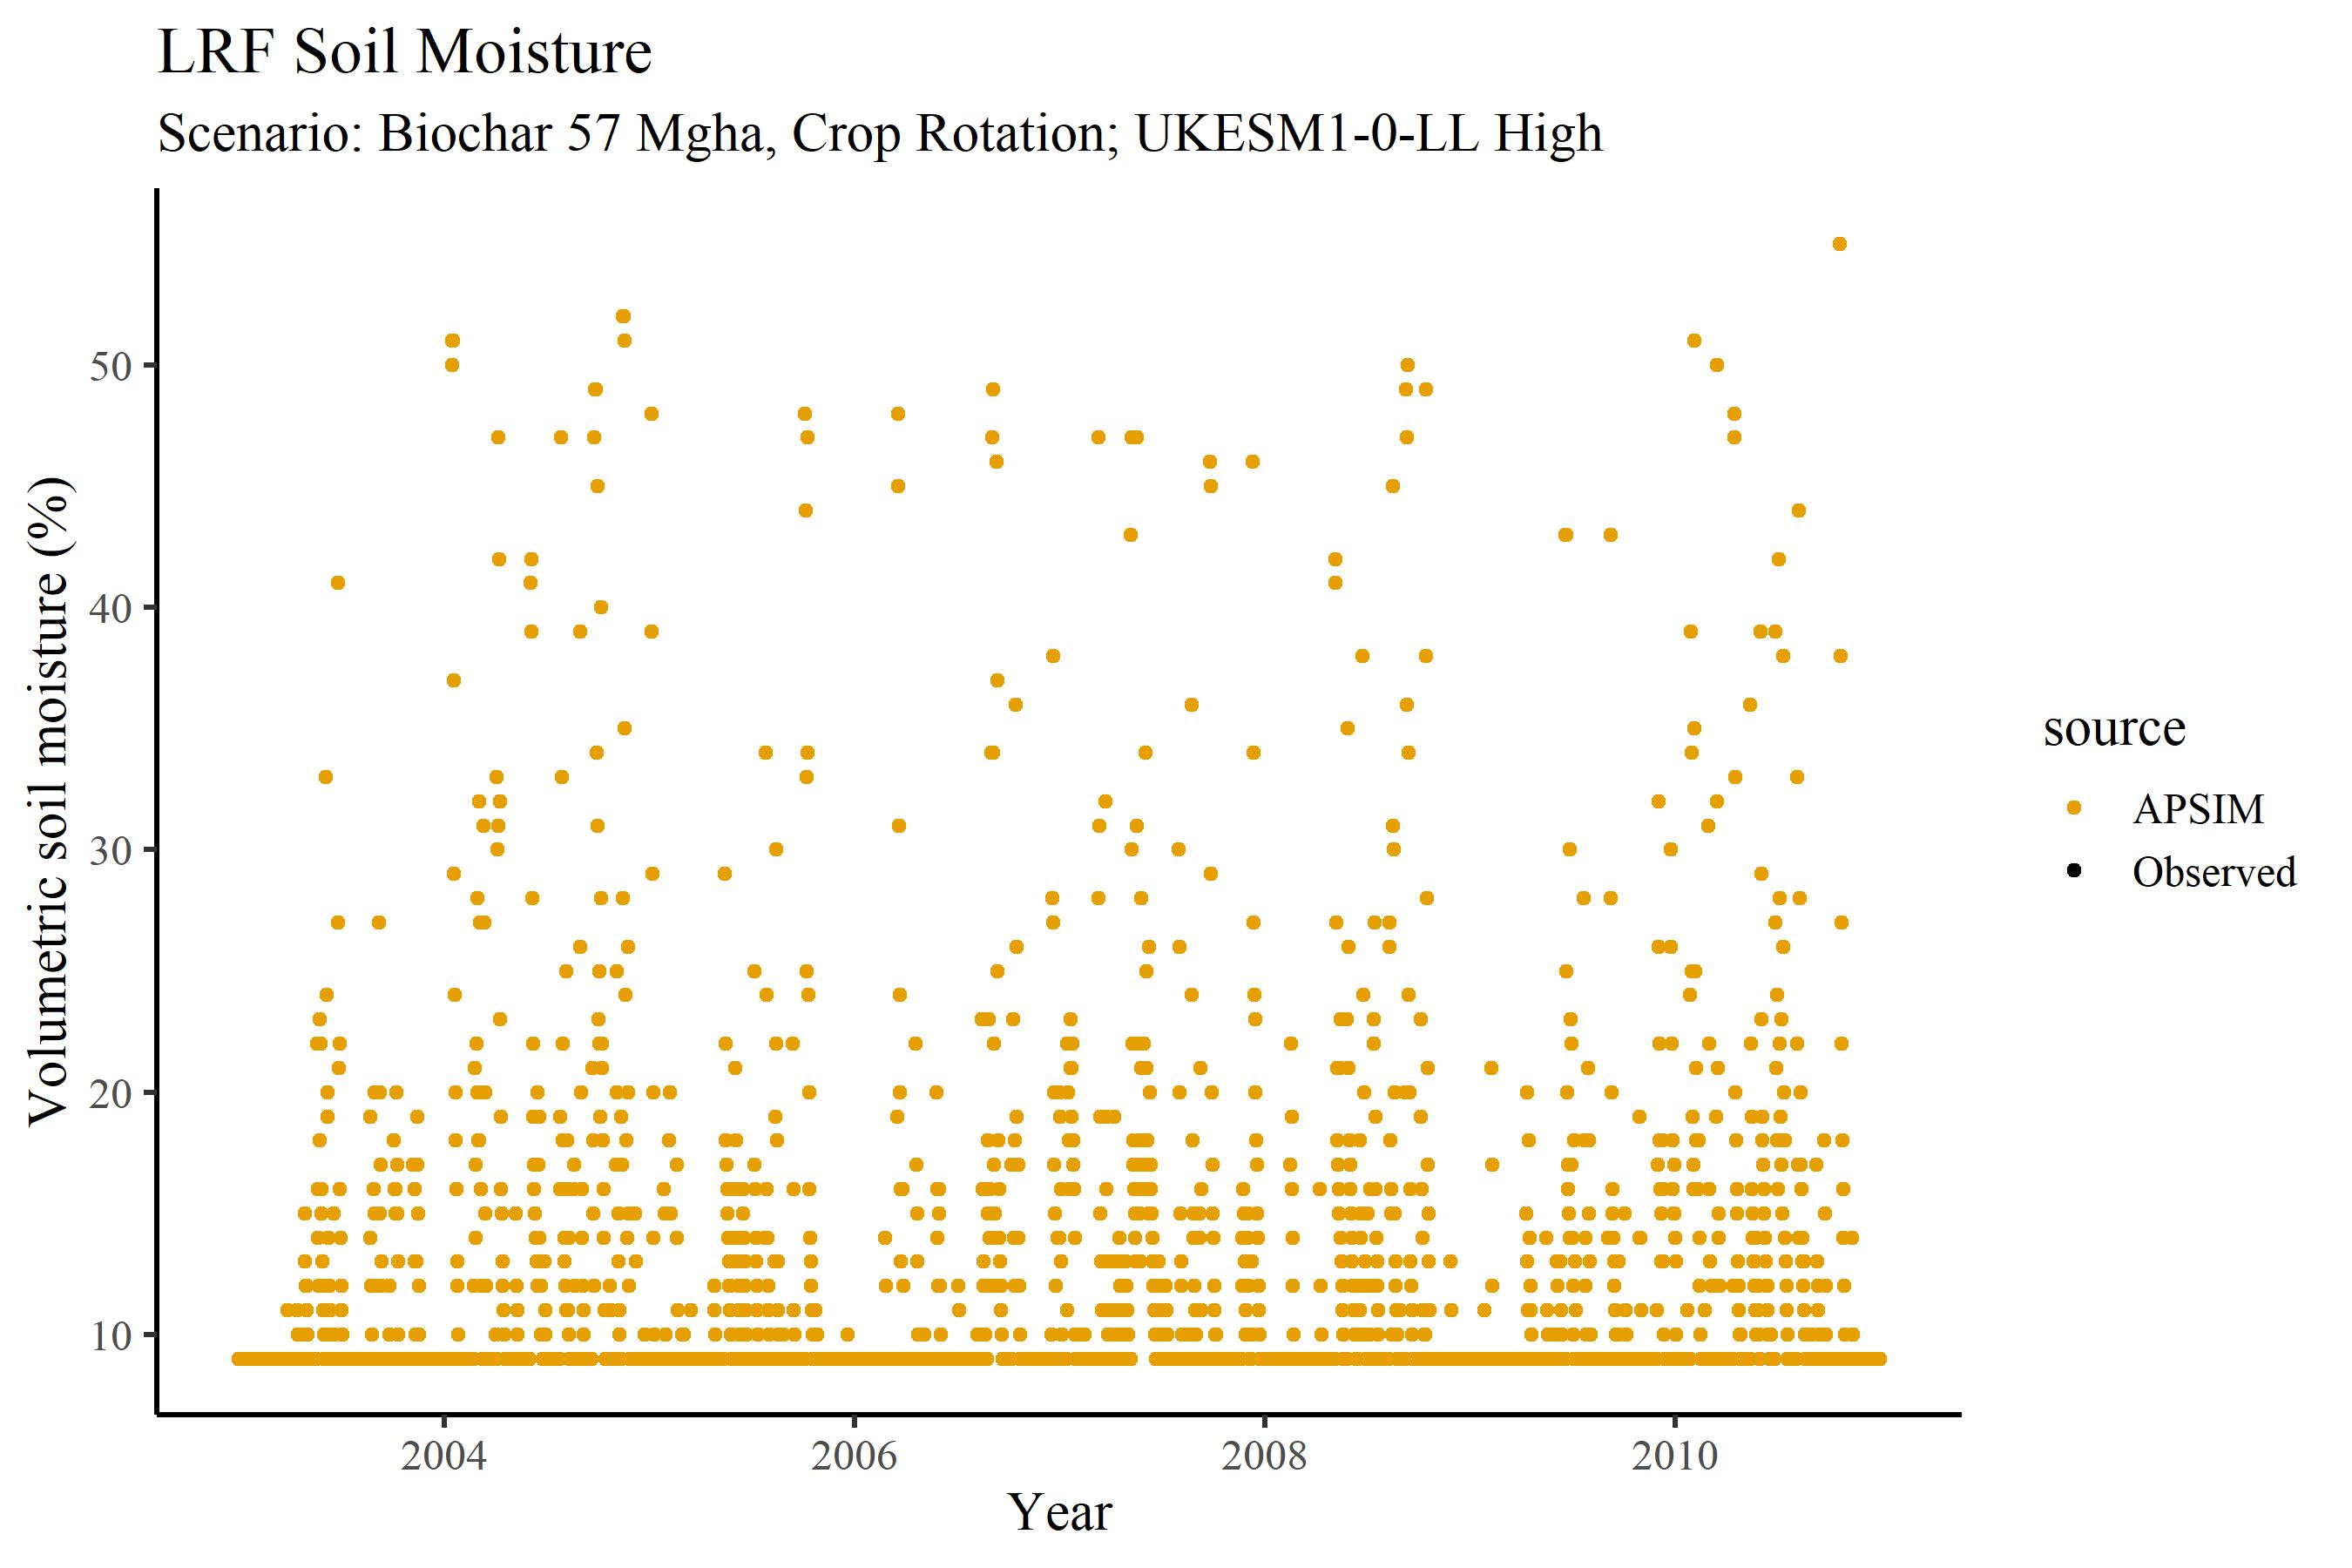 LRF Soil Moisture
Scenario: Biochar 57 Mgha, Crop Rotation; UKESM1-0-LL High
Volumetric soil moisture (%)
50
40
30
20
10
2004 2006 2008 2010
Year
source
APSIM
Observed